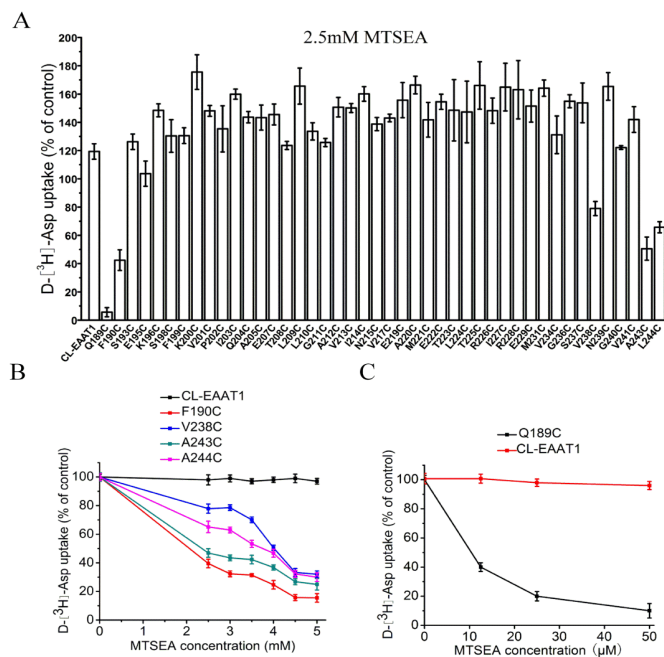 A
2.5mM MTSEA
D-[³H]-Asp uptake (% of control)
200
180
160
140
120
100
80
60
40
20
0
CL-EAAT1
Q189C
F190C
S193C
E195C
K196C
S198C
F199C
K200C
V201C
P202C
I203C
Q204C
A205C
E207C
T208C
L209C
L210C
G211C
A212C
V213C
I214C
N215C
V217C
E219C
A220C
M221C
E222C
T223C
L224C
T225C
R226C
I227C
R228C
E229C
M231C
V234C
G236C
S237C
V238C
N239C
G240C
V241C
A243C
L244C
B
CL-EAAT1
F190C
V238C
A243C
A244C
D-[³H]-Asp uptake (% of control)
100
80
60
40
20
0
0 1 2 3 4 5
MTSEA concentration (mM)
C
Q189C
CL-EAAT1
D-[³H]-Asp uptake (% of control)
100
80
60
40
20
0
0 10 20 30 40 50
MTSEA concentration (µM)